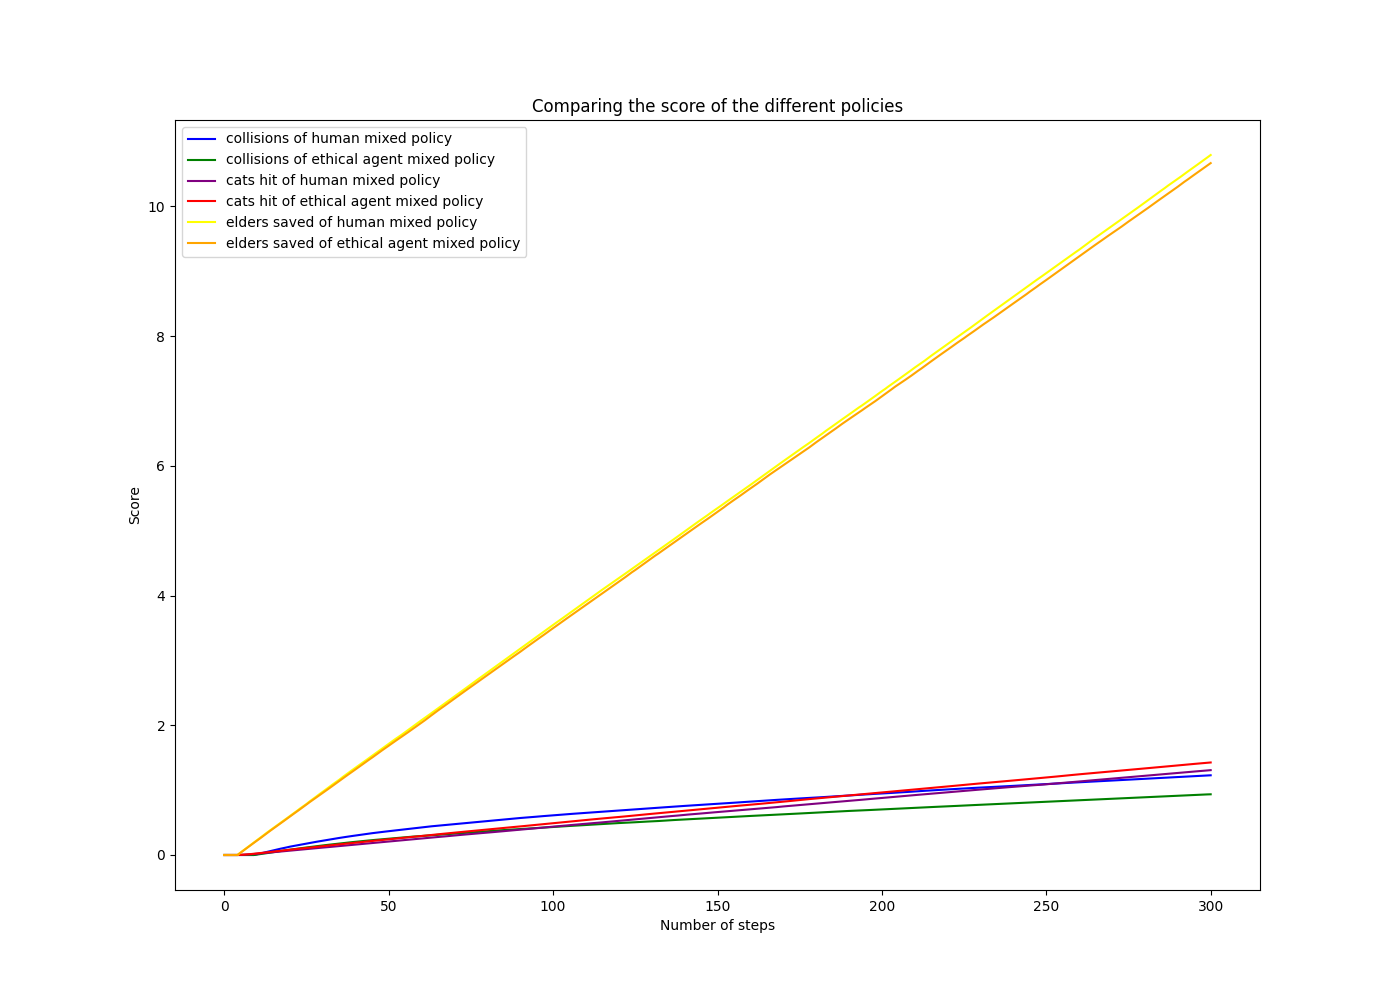 Comparing the score of the different policies
collisions of human mixed policy
collisions of ethical agent mixed policy
cats hit of human mixed policy
cats hit of ethical agent mixed policy
elders saved of human mixed policy
elders saved of ethical agent mixed policy
10
8
6
4
2
0
Score
0 50 100 150 200 250 300
Number of steps